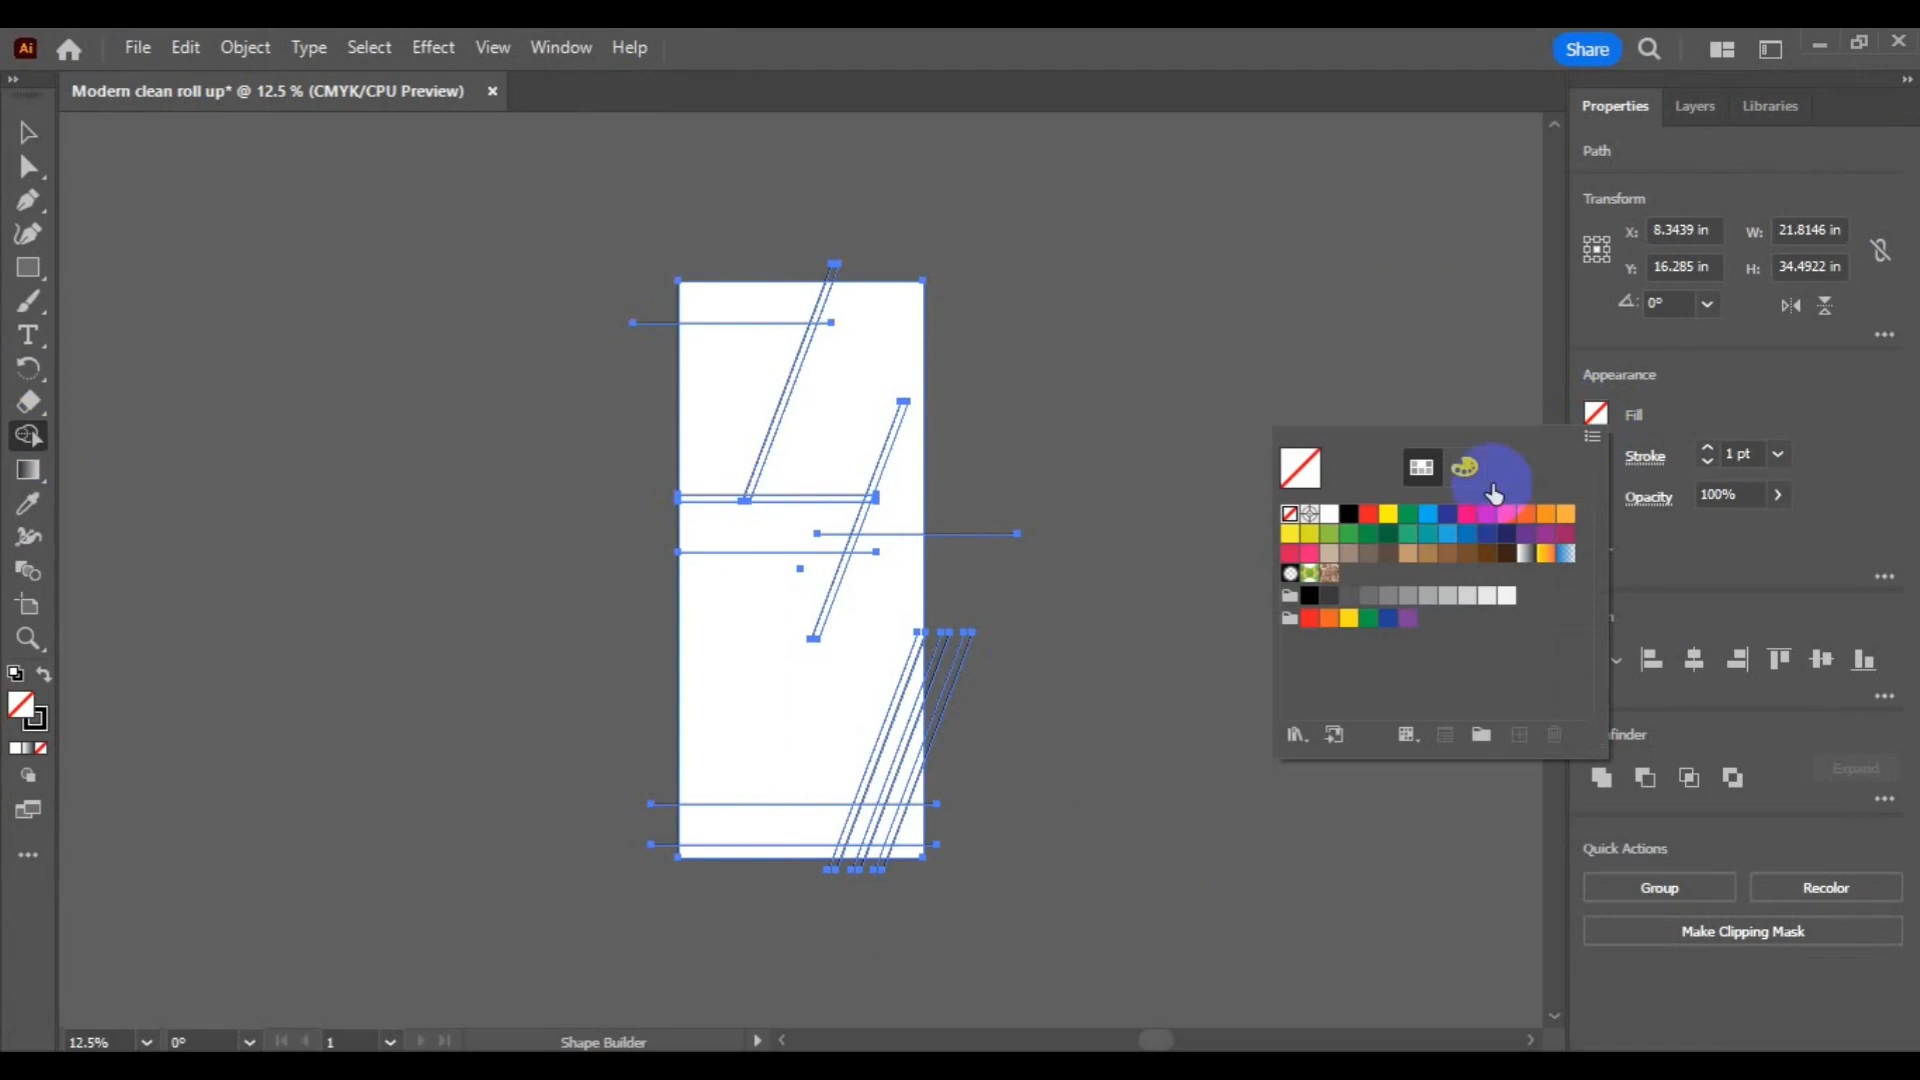 Ai File Edit Object Type Select Effect View Window Help Share
Modern clean roll up* @ 12.5 % (CMYK/CPU Preview) ×
Properties Layers Libraries
Path
Transform
X: 8.3439 in W: 21.8146 in
Y: 16.285 in H: 34.4922 in
0°
Appearance
Fill
Stroke 1 pt
Opacity 100%
Expand
Quick Actions
Group Recolor
Make Clipping Mask
12.5% 0° 1 Shape Builder